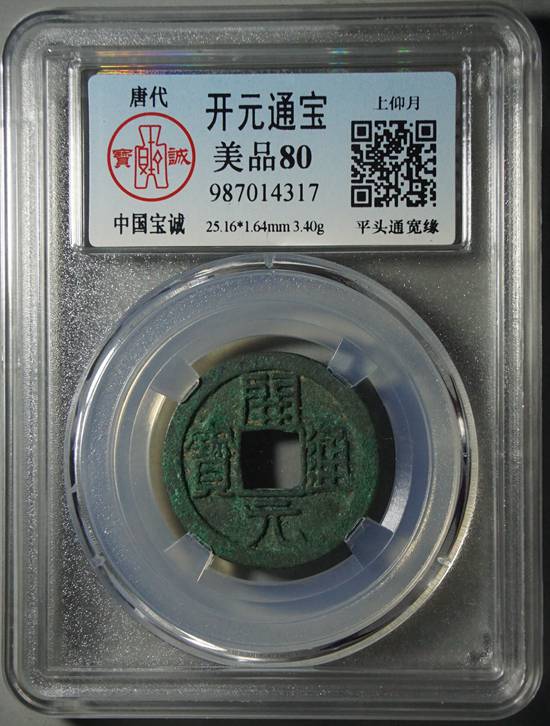 唐代
寶 誠
中国宝诚
开元通宝
美品80
987014317
25.16*1.64mm 3.40g
上仰月
平头通宽缘
開
寶 通
元